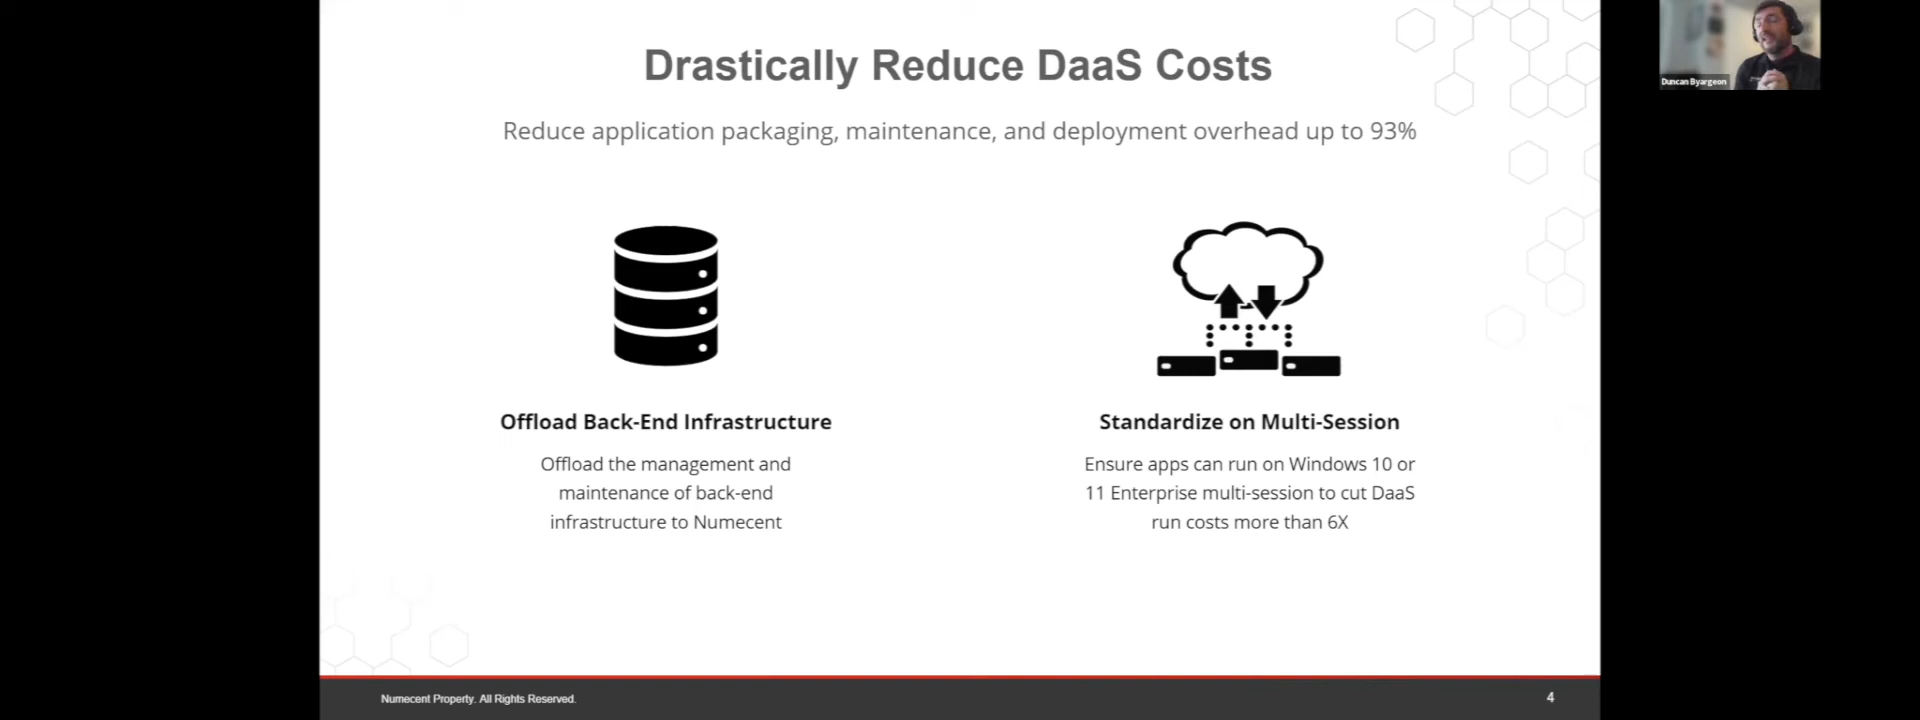 Drastically Reduce DaaS Costs
Reduce application packaging, maintenance, and deployment overhead up to 93%
Offload Back-End Infrastructure
Offload the management and
maintenance of back-end
infrastructure to Numecent
Standardize on Multi-Session
Ensure apps can run on Windows 10 or
11 Enterprise multi-session to cut DaaS
run costs more than 6X
Numecent Property. All Rights Reserved.
4
Duncan Byargeon